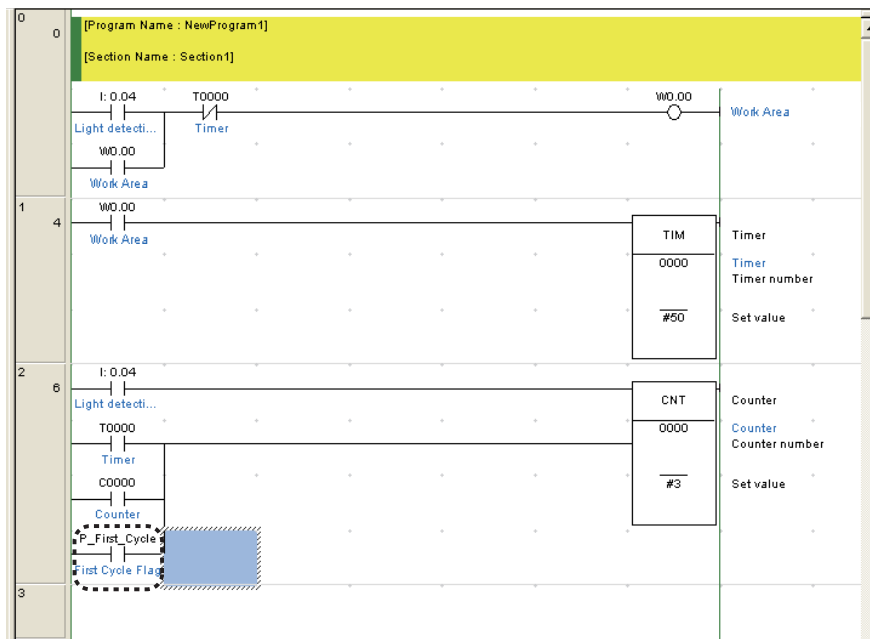 0
0
[Program Name : NewProgram1]
[Section Name : Section1]
I: 0.04
T0000
W0.00
Light detecti...
Timer
Work Area
W0.00
Work Area
1
4
W0.00
Work Area
TIM
Timer
0000
Timer
Timer number
#50
Set value
2
6
I: 0.04
Light detecti...
CNT
Counter
T0000
Timer
0000
Counter
Counter number
C0000
Counter
#3
Set value
P_First_Cycle
First Cycle Flag
3